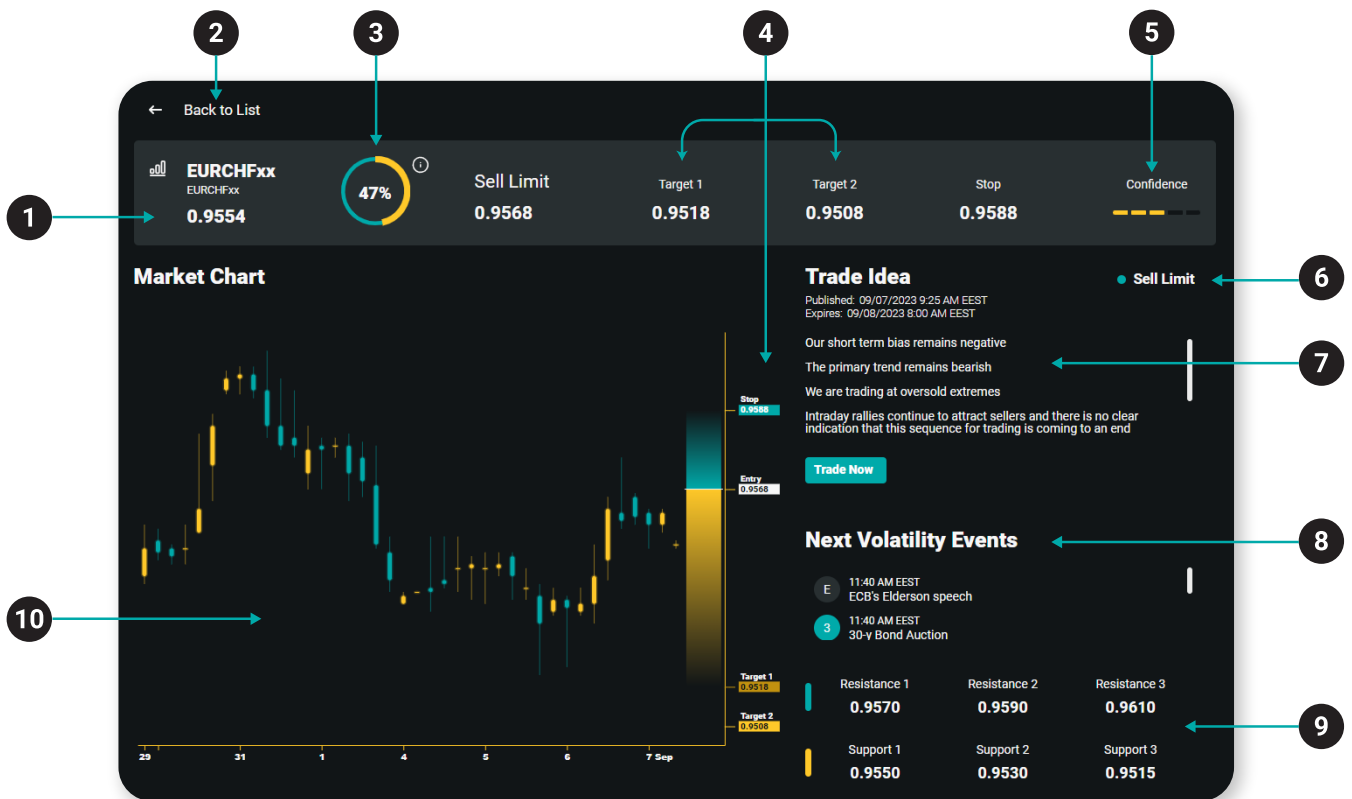 2
3
4
5
Back to List
1
EURCHFxx
EURCHFxx
0.9554
47%
Sell Limit
0.9568
Target 1
0.9518
Target 2
0.9508
Stop
0.9588
Confidence
Market Chart
Stop
0.9588
Entry
0.9568
Target 1
0.9518
Target 2
0.9508
29
31
1
4
5
6
7 Sep
10
Trade Idea
Sell Limit
6
Published: 09/07/2023 9:25 AM EEST
Expires: 09/08/2023 8:00 AM EEST
Our short term bias remains negative
The primary trend remains bearish
7
We are trading at oversold extremes
Intraday rallies continue to attract sellers and there is no clear
indication that this sequence for trading is coming to an end
Trade Now
Next Volatility Events
8
E
11:40 AM EEST
ECB's Elderson speech
3
11:40 AM EEST
30-y Bond Auction
Resistance 1
0.9570
Resistance 2
0.9590
Resistance 3
0.9610
9
Support 1
0.9550
Support 2
0.9530
Support 3
0.9515